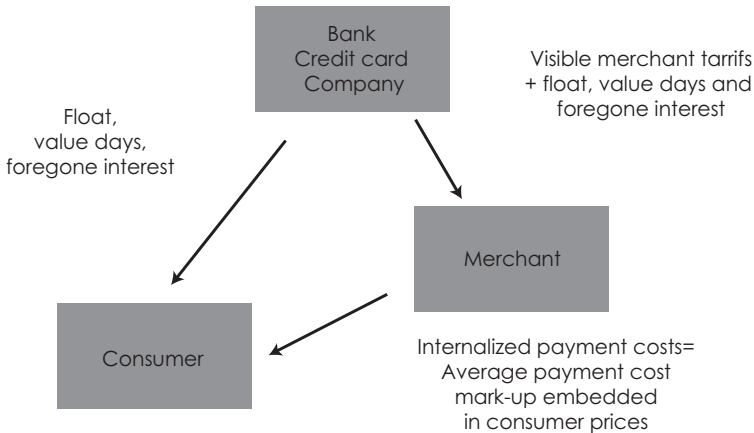 Bank
Credit card
Company
Visible merchant tarrifs
+ float, value days and
foregone interest
Float,
value days,
foregone interest
Merchant
Consumer
Internalized payment costs=
Average payment cost
mark-up embedded
in consumer prices